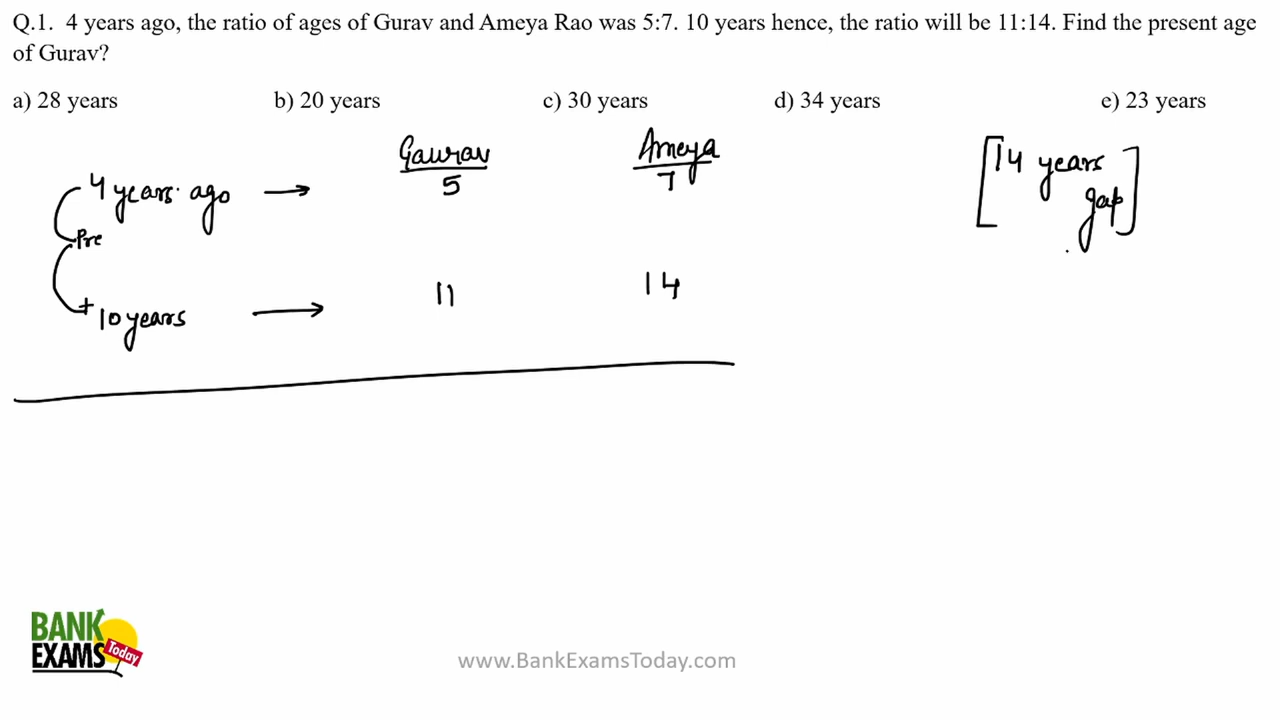 Q.1. 4 years ago, the ratio of ages of Gurav and Ameya Rao was 5:7. 10 years hence, the ratio will be 11:14. Find the present age
of Gurav?
a) 28 years b) 20 years c) 30 years d) 34 years e) 23 years
Gaurav Ameya
4 years ago → 5 7
[14 years
gap]
Pre
+10 years → 11 14
BANK
EXAMS Today
www.BankExamsToday.com